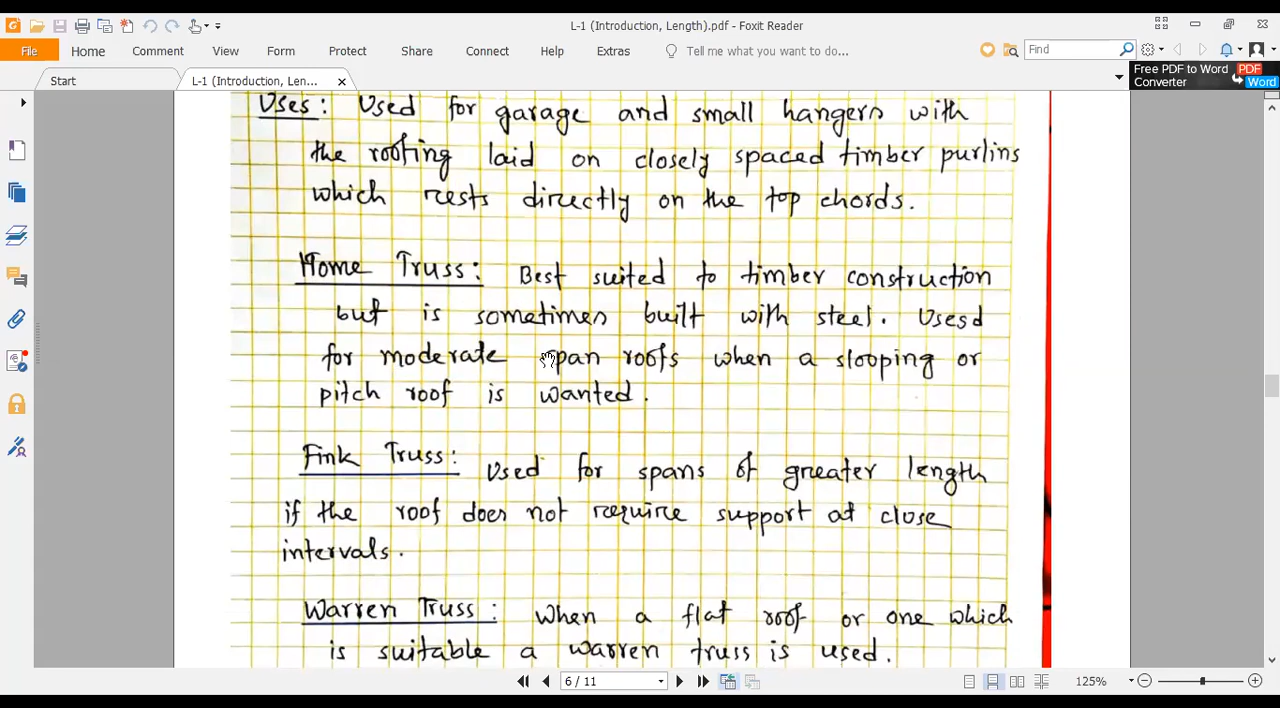 L-1 (Introduction, Length).pdf - Foxit Reader
File Home Comment View Form Protect Share Connect Help Extras Tell me what you want to do... Find
Start L-1 (Introduction, Len... Free PDF to Word
Converter
PDF
Word
Uses: Used for garage and small hangers with
the roofing laid on closely spaced timber purlins
which rests directly on the top chords.
Home Truss: Best suited to timber construction
but is sometimes built with steel. Usesd
for moderate span roofs when a slooping or
pitch roof is wanted.
Fink Truss: Used for spans of greater length
if the roof does not require support at close
intervals.
Warren Truss: When a flat roof or one which
is suitable a warren truss is used.
6 / 11 125%